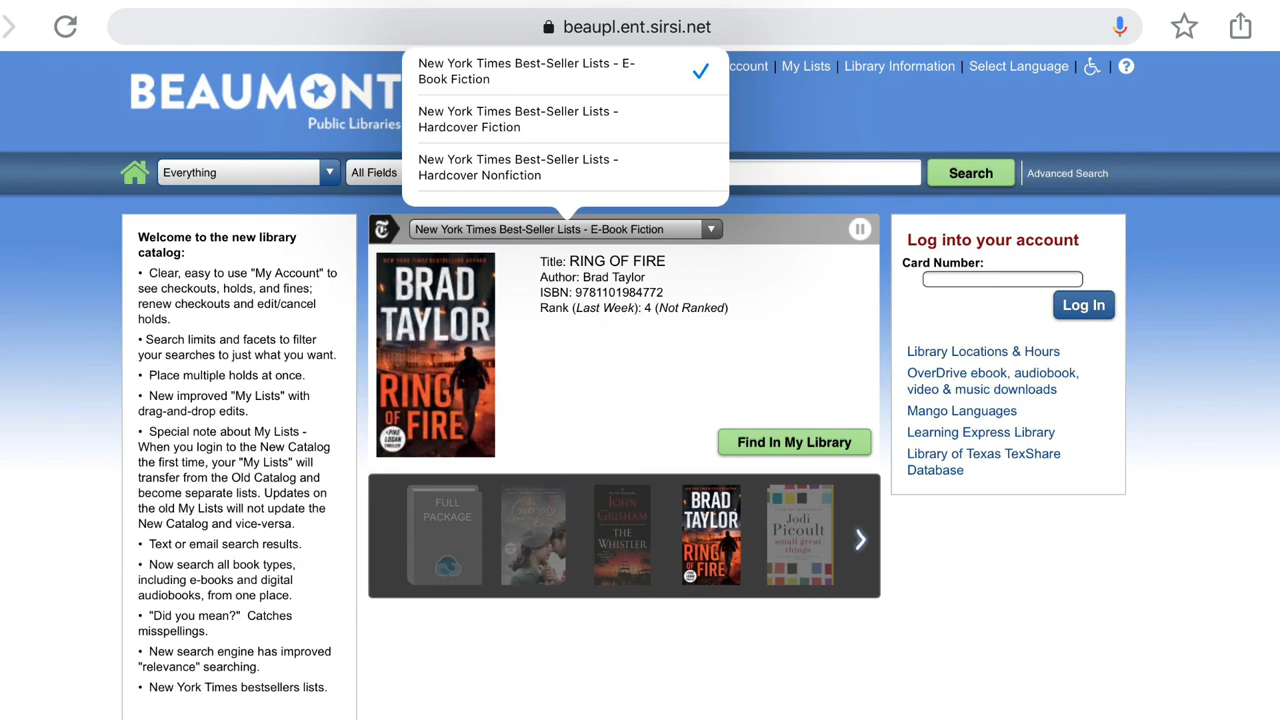 beaupl.ent.sirsi.net
New York Times Best-Seller Lists - E-
Book Fiction
New York Times Best-Seller Lists -
Hardcover Fiction
New York Times Best-Seller Lists -
Hardcover Nonfiction
ccount
My Lists
Library Information
Select Language
?
BEAUMONT
Public Libraries
Everything
All Fields
Search
Advanced Search
Welcome to the new library
catalog:
• Clear, easy to use "My Account" to
see checkouts, holds, and fines;
renew checkouts and edit/cancel
holds.
• Search limits and facets to filter
your searches to just what you want.
• Place multiple holds at once.
• New improved "My Lists" with
drag-and-drop edits.
• Special note about My Lists -
When you login to the New Catalog
the first time, your "My Lists" will
transfer from the Old Catalog and
become separate lists. Updates on
the old My Lists will not update the
New Catalog and vice-versa.
• Text or email search results.
• Now search all book types,
including e-books and digital
audiobooks, from one place.
• "Did you mean?" Catches
misspellings.
• New search engine has improved
"relevance" searching.
• New York Times bestsellers lists.
New York Times Best-Seller Lists - E-Book Fiction
BRAD
TAYLOR
RING
OF FIRE
A PIKE
LOGAN
THRILLER
Title: RING OF FIRE
Author: Brad Taylor
ISBN: 9781101984772
Rank (Last Week): 4 (Not Ranked)
Find In My Library
FULL
PACKAGE
JOHN
GRISHAM
THE
WHISTLER
BRAD
TAYLOR
RING
OF FIRE
Jodi
Picoult
small great
things
Log into your account
Card Number:
Log In
Library Locations & Hours
OverDrive ebook, audiobook,
video & music downloads
Mango Languages
Learning Express Library
Library of Texas TexShare
Database